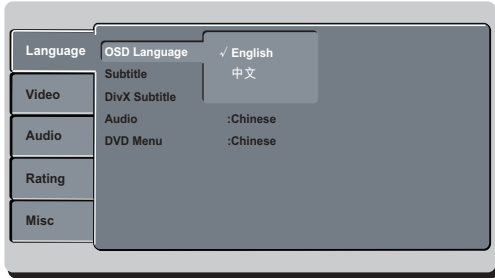 Language
OSD Language √ English
Subtitle 中文
Video
DivX Subtitle
Audio :Chinese
Audio
DVD Menu :Chinese
Rating
Misc